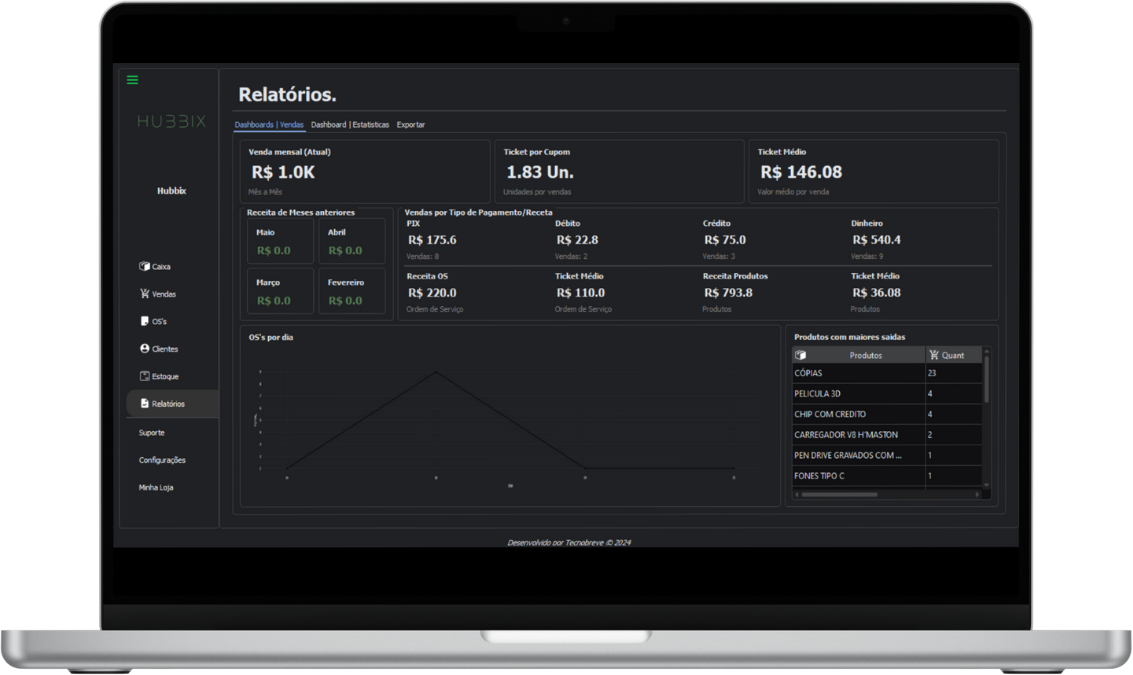 Relatórios.
HUBBIX
Dashboards | Vendas Dashboard | Estatisticas Exportar
Venda mensal (Atual)
R$ 1.0K
Mês a Mês
Ticket por Cupom
1.83 Un.
Unidades por vendas
Ticket Médio
R$ 146.08
Valor médio por venda
Hubbix
Caixa
Vendas
OS's
Clientes
Estoque
Relatórios
Suporte
Configurações
Minha Loja
Receita de Meses anteriores
Maio
R$ 0.0
Abril
R$ 0.0
Março
R$ 0.0
Fevereiro
R$ 0.0
Vendas por Tipo de Pagamento/Receta
PIX
R$ 175.6
Vendas: 8
Débito
R$ 22.8
Vendas: 2
Crédito
R$ 75.0
Vendas: 3
Dinheiro
R$ 540.4
Vendas: 9
Receita OS
R$ 220.0
Ordem de Serviço
Ticket Médio
R$ 110.0
Ordem de Serviço
Receita Produtos
R$ 793.8
Produtos
Ticket Médio
R$ 36.08
Produtos
OS's por dia
Produtos com maiores saidas
Produtos Quant
CÓPIAS 23
PELICULA 3D 4
CHIP COM CREDITO 4
CARREGADOR V8 H'MASTON 2
PEN DRIVE GRAVADOS COM ... 1
FONES TIPO C 1
Desenvolvido por Tecnobreve © 2024